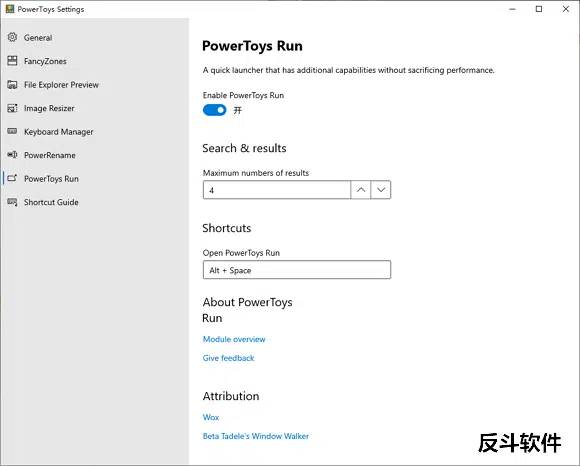 PowerToys Settings
General
FancyZones
File Explorer Preview
Image Resizer
Keyboard Manager
PowerRename
PowerToys Run
Shortcut Guide
PowerToys Run
A quick launcher that has additional capabilities without sacrificing performance.
Enable PowerToys Run
开
Search & results
Maximum numbers of results
4
Shortcuts
Open PowerToys Run
Alt + Space
About PowerToys
Run
Module overview
Give feedback
Attribution
Wox
Beta Tadele's Window Walker
反斗软件